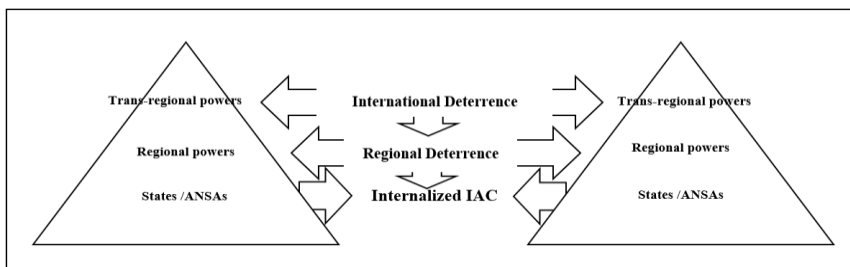 Trans-regional powers
International Deterrence
Trans-regional powers
Regional powers
Regional Deterrence
Regional powers
States /ANSAs
Internalized IAC
States /ANSAs